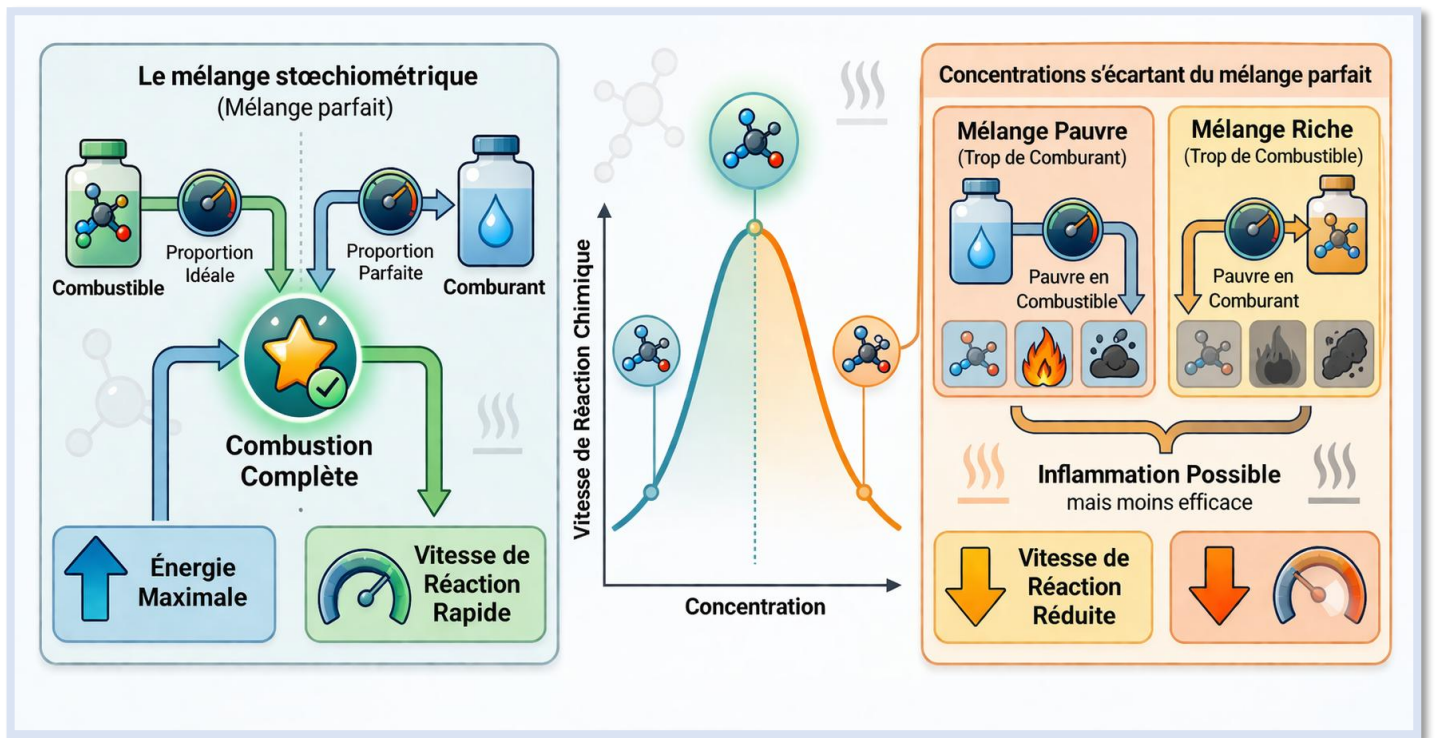 Le mélange stœchiométrique
(Mélange parfait)
Proportion
Idéale
Proportion
Parfaite
Combustible
Comburant
Combustion
Complète
Énergie
Maximale
Vitesse de
Réaction
Rapide
Vitesse de Réaction Chimique
Concentration
Concentrations s'écartant du mélange parfait
Mélange Pauvre
(Trop de Comburant)
Pauvre en
Combustible
Mélange Riche
(Trop de Combustible)
Pauvre en
Comburant
Inflammation Possible
mais moins efficace
Vitesse de
Réaction
Réduite